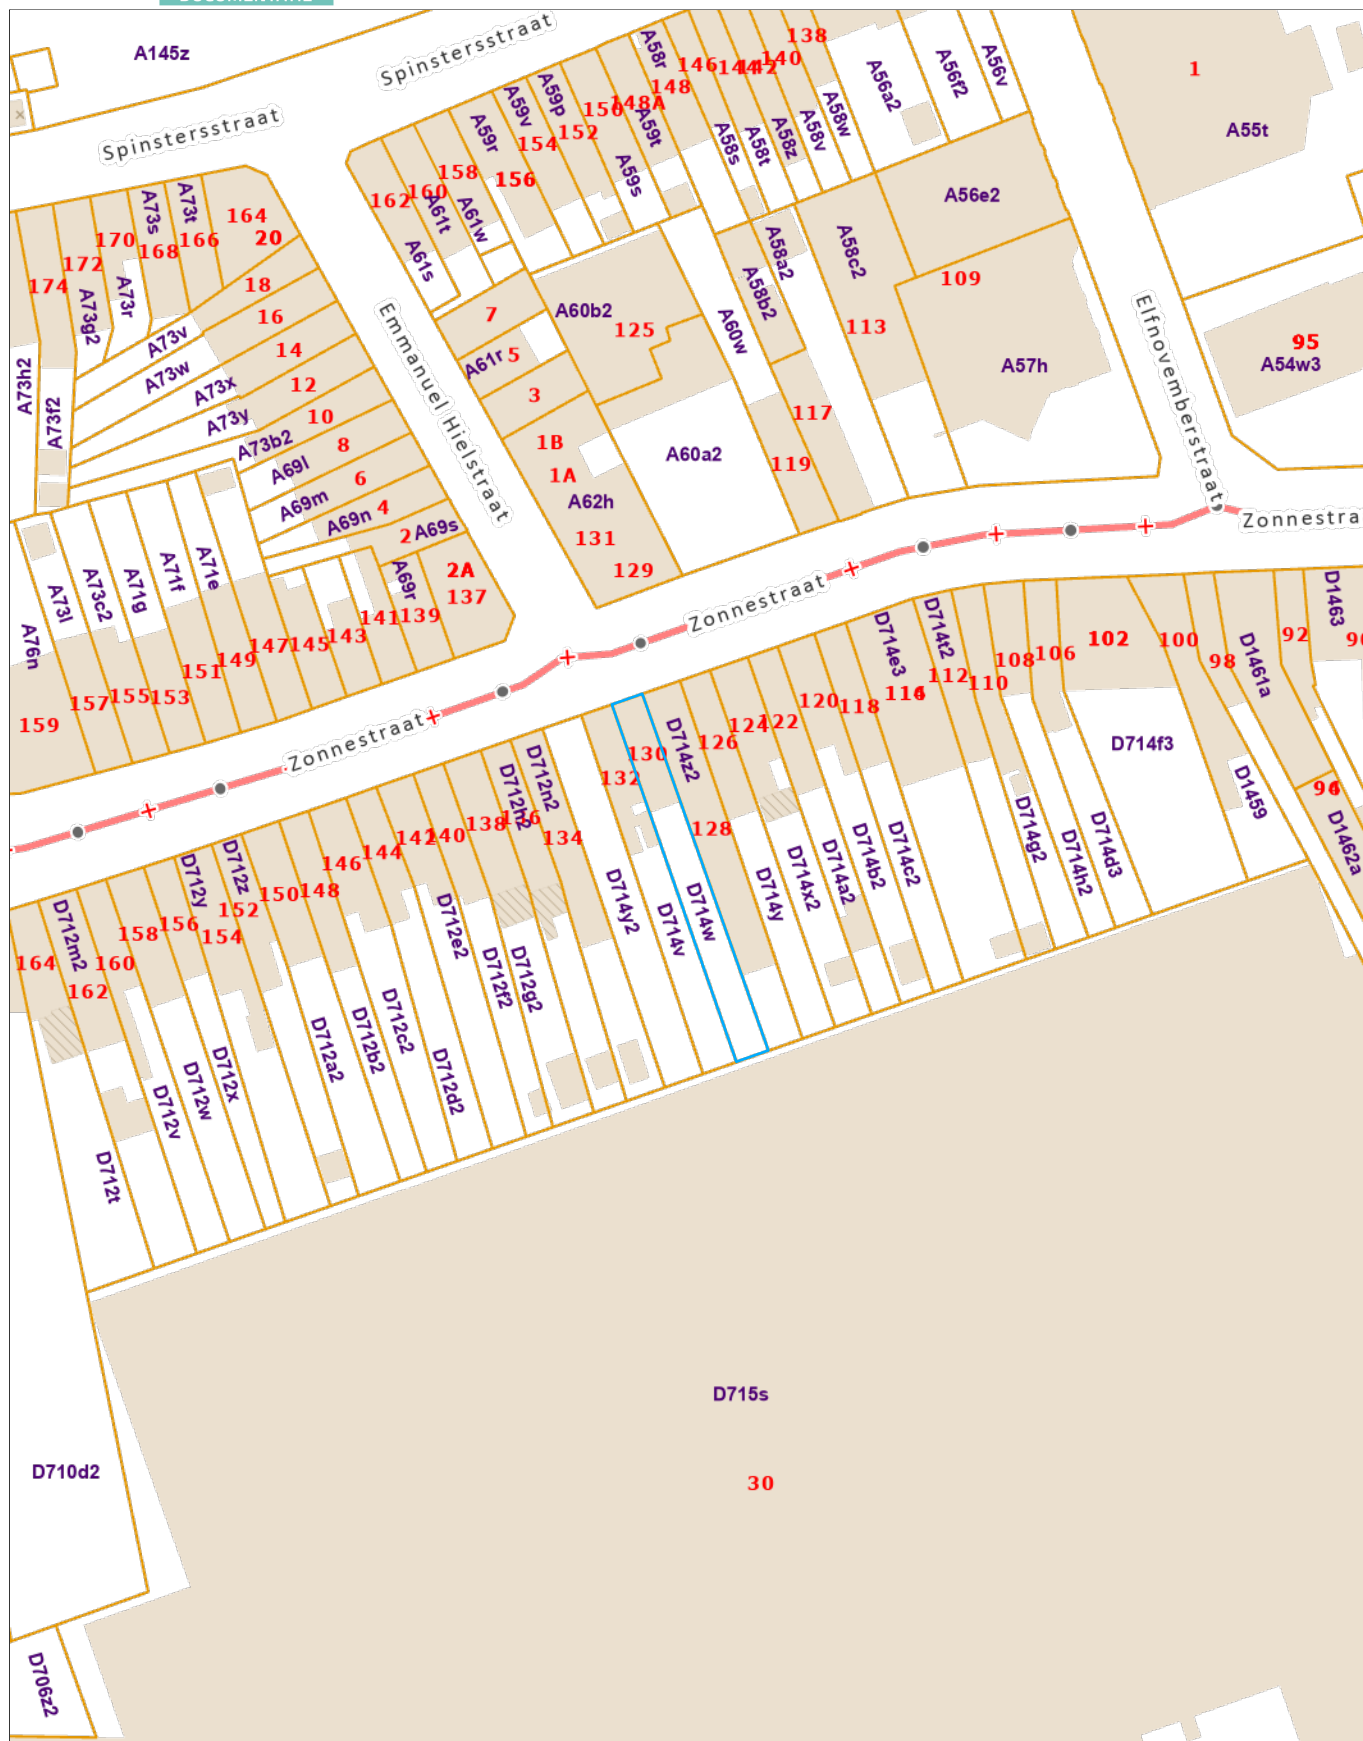 A145z
Spinstersstraat
Spinstersstraat
A58r
146
144
142
140
138
148
148A
150
152
154
156
158
160
162
A59p
A59v
A59r
A59t
A59s
A61t
A61w
A61s
A58s
A58t
A58z
A58v
A58w
A56a2
A56f2
A56v
1
A55t
A56e2
A73s
A73t
164
20
166
168
170
172
174
A73r
A73g2
A73h2
A73f2
18
16
14
12
10
8
6
4
2
A73v
A73w
A73x
A73y
A73b2
A69l
A69m
A69n
A69s
A69r
2A
137
Emmanuel Hielstraat
7
A61r
5
3
1B
1A
A62h
131
129
A60b2
125
A60w
A60a2
A58b2
A58a2
A58c2
113
117
119
109
A57h
Elfnovemberstraat
95
A54w3
Zonnestra
A76n
A73l
A73c2
A71g
A71f
A71e
159
157
155
153
151
149
147
145
143
141
139
Zonnestraat
Zonnestraat
D1463
92
D1461a
98
100
102
106
108
110
112
D714t2
D714e3
118
120
122
124
126
D714z2
130
132
128
D714f3
D1459
D1462a
D714d3
D714h2
D714g2
D714c2
D714b2
D714a2
D714x2
D714y
D714w
D714v
D714y2
134
136
D712n2
D712h2
138
140
142
144
146
148
150
152
154
156
158
160
162
164
D712z
D712y
D712m2
D712e2
D712f2
D712g2
D712c2
D712b2
D712a2
D712d2
D712x
D712w
D712v
D712t
D715s
30
D710d2
D706z2